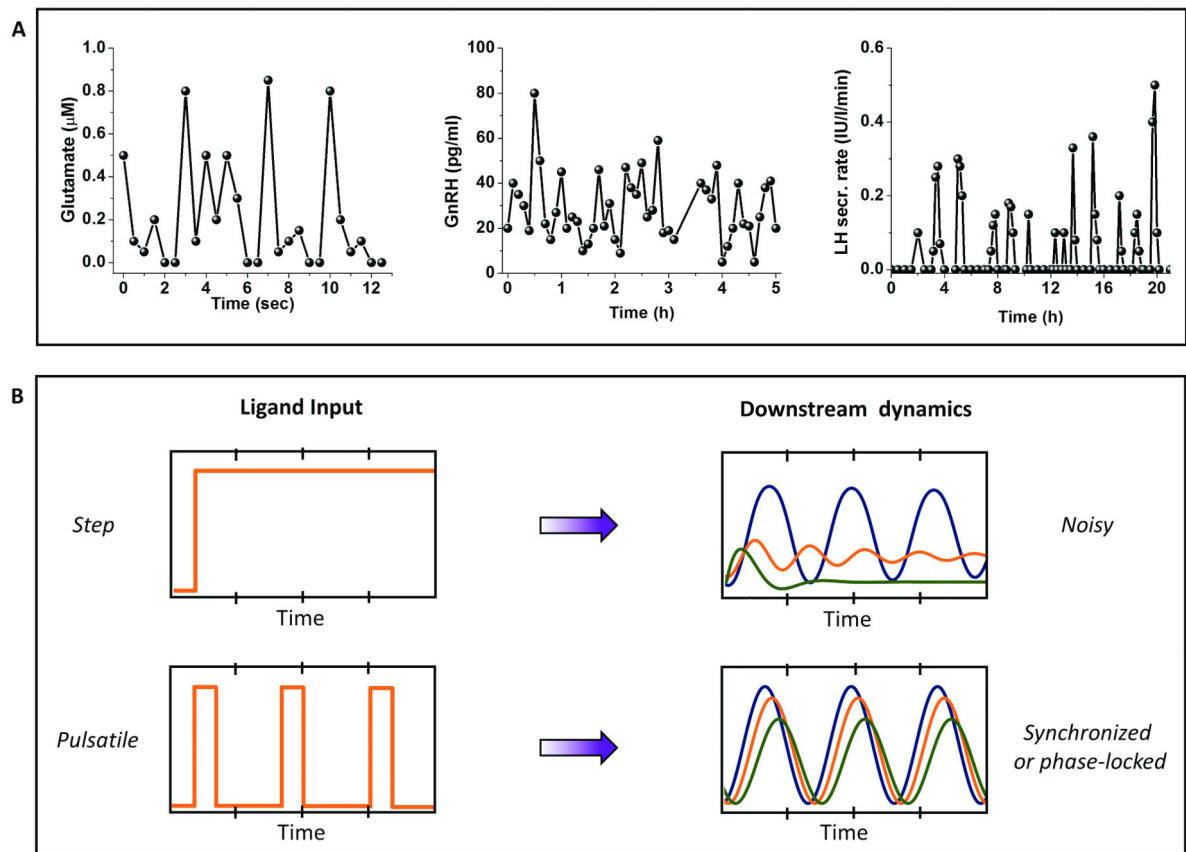 A
Glutamate (μM)
1.0
0.8
0.6
0.4
0.2
0.0
0 2 4 6 8 10 12
Time (sec)
GnRH (pg/ml)
100
80
60
40
20
0
0 1 2 3 4 5
Time (h)
LH secr. rate (IU/l/min)
0.6
0.4
0.2
0.0
0 4 8 12 16 20
Time (h)
B
Ligand Input
Downstream dynamics
Step
Time
Time
Noisy
Pulsatile
Time
Time
Synchronized
or phase-locked